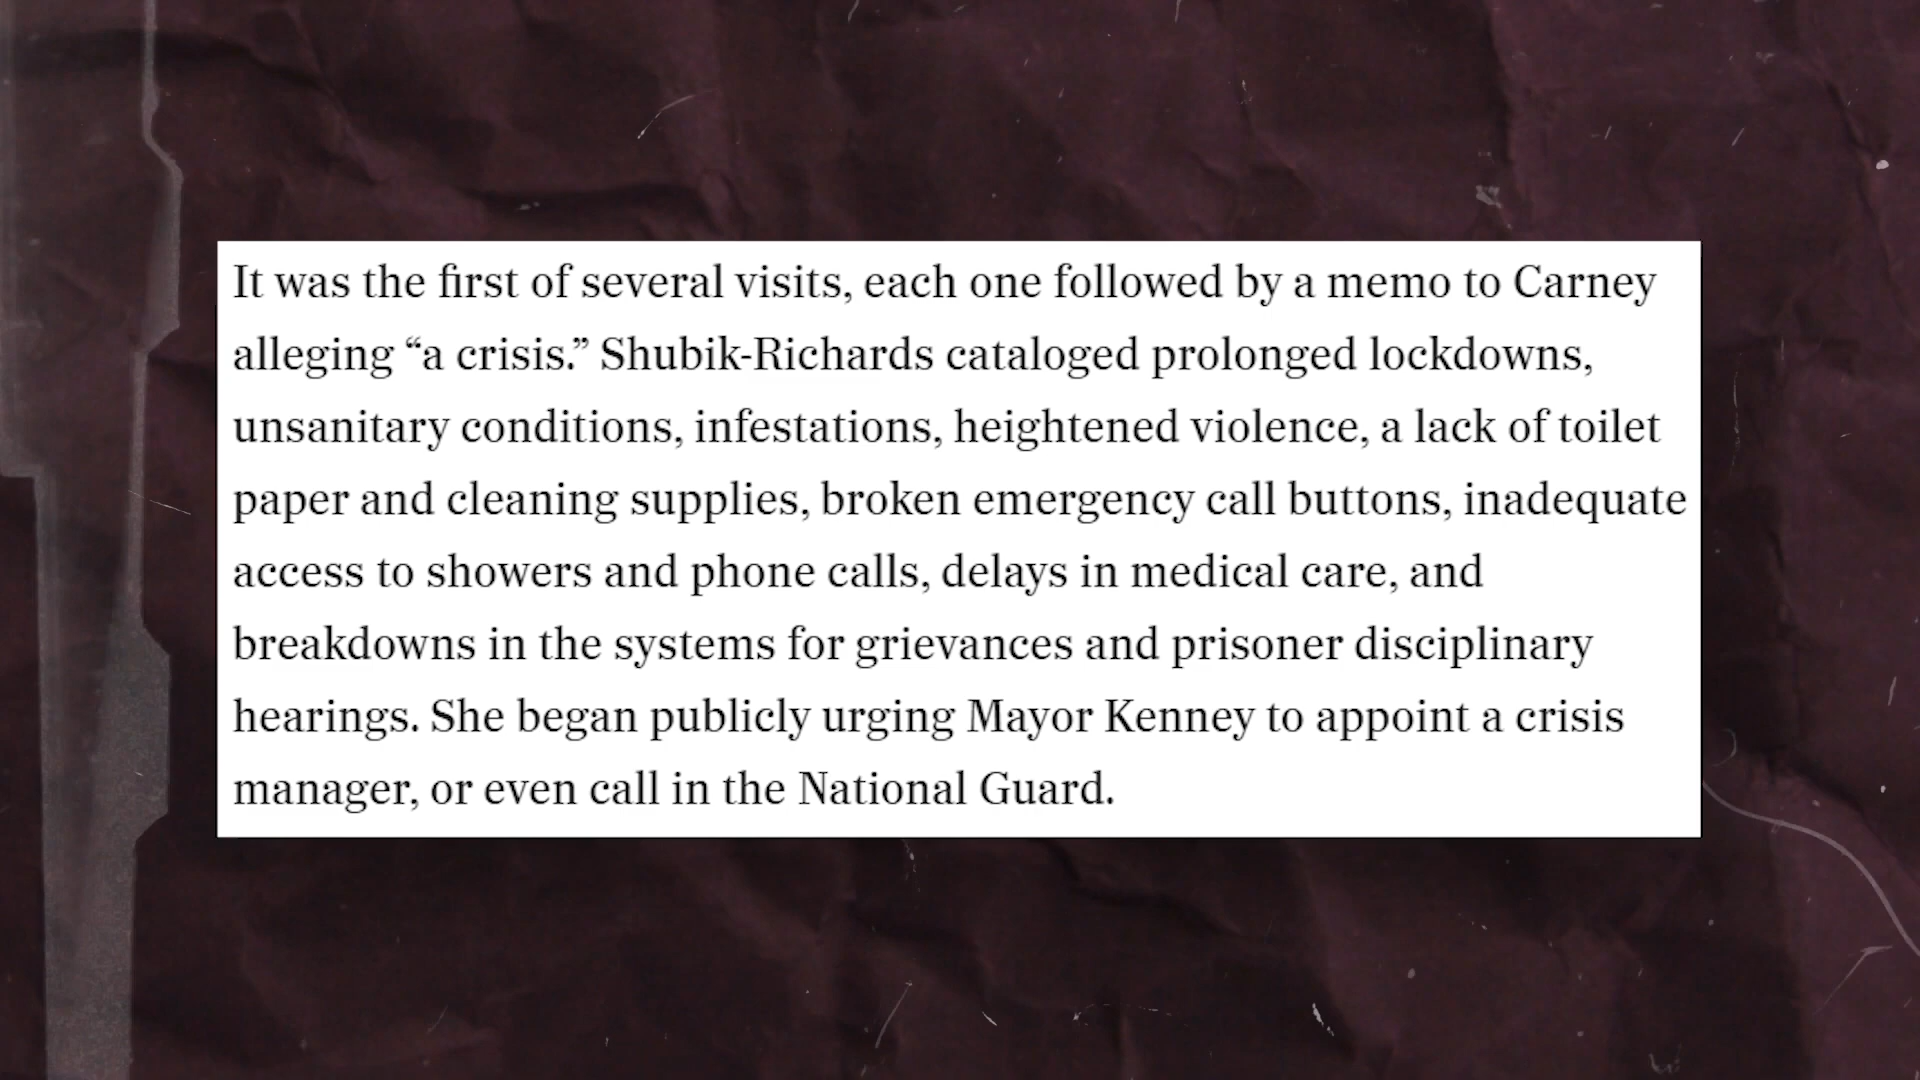 It was the first of several visits, each one followed by a memo to Carney
alleging “a crisis.” Shubik-Richards cataloged prolonged lockdowns,
unsanitary conditions, infestations, heightened violence, a lack of toilet
paper and cleaning supplies, broken emergency call buttons, inadequate
access to showers and phone calls, delays in medical care, and
breakdowns in the systems for grievances and prisoner disciplinary
hearings. She began publicly urging Mayor Kenney to appoint a crisis
manager, or even call in the National Guard.